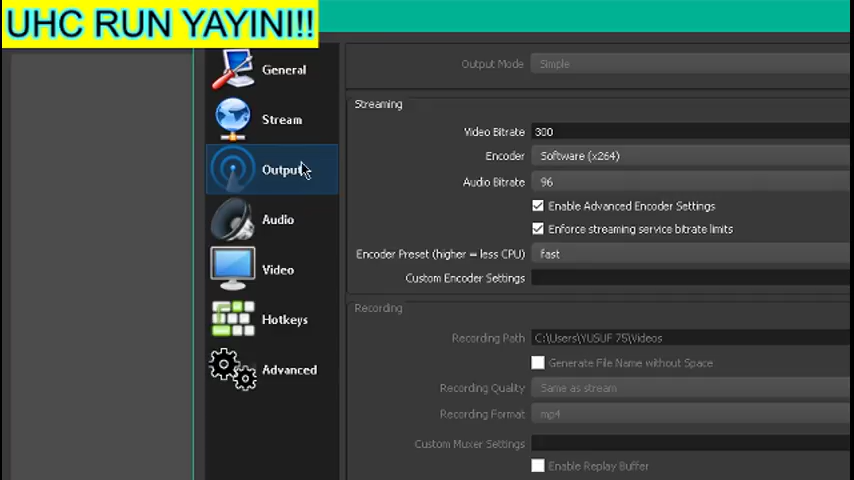 UHC RUN YAYINI!!
General
Stream
Output
Audio
Video
Hotkeys
Advanced
Output Mode Simple
Streaming
Video Bitrate 300
Encoder Software (x264)
Audio Bitrate 96
Enable Advanced Encoder Settings
Enforce streaming service bitrate limits
Encoder Preset (higher = less CPU) fast
Custom Encoder Settings
Recording
Recording Path C:\Users\YUSUF 75\Videos
Generate File Name without Space
Recording Quality Same as stream
Recording Format mp4
Custom Muxer Settings
Enable Replay Buffer